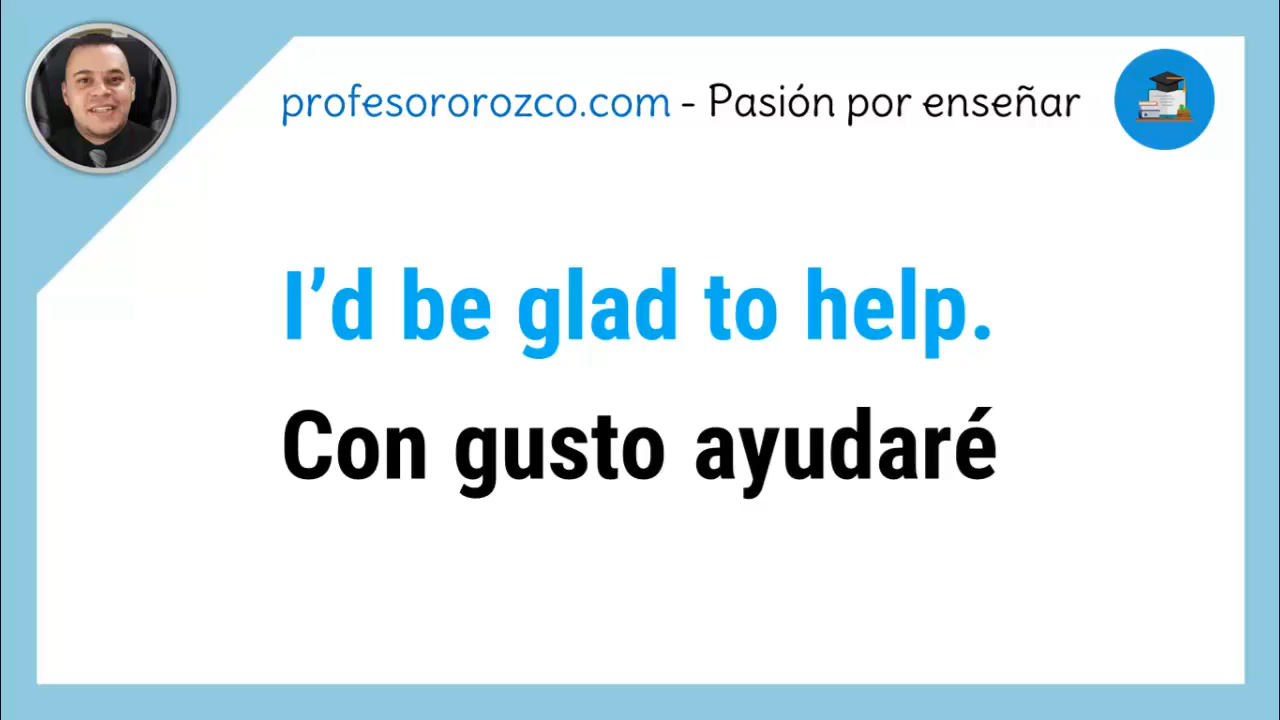 profesororozco.com - Pasión por enseñar
I’d be glad to help.
Con gusto ayudaré